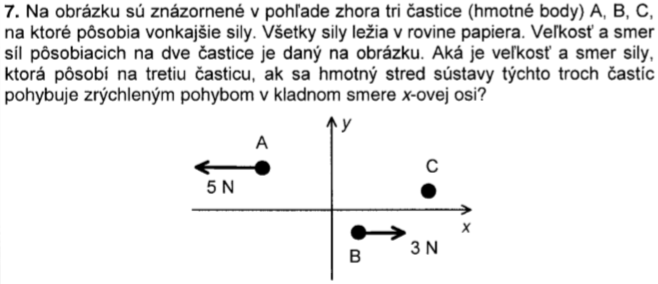 7. Na obrázku sú znázornené v pohľade zhora tri častice (hmotné body) A, B, C,
na ktoré pôsobia vonkajšie sily. Všetky sily ležia v rovine papiera. Veľkosť a smer
síl pôsobiacich na dve častice je daný na obrázku. Aká je veľkosť a smer sily,
ktorá pôsobí na tretiu časticu, ak sa hmotný stred sústavy týchto troch častíc
pohybuje zrýchleným pohybom v kladnom smere x-ovej osi?
y
A
C
5 N
x
B
3 N